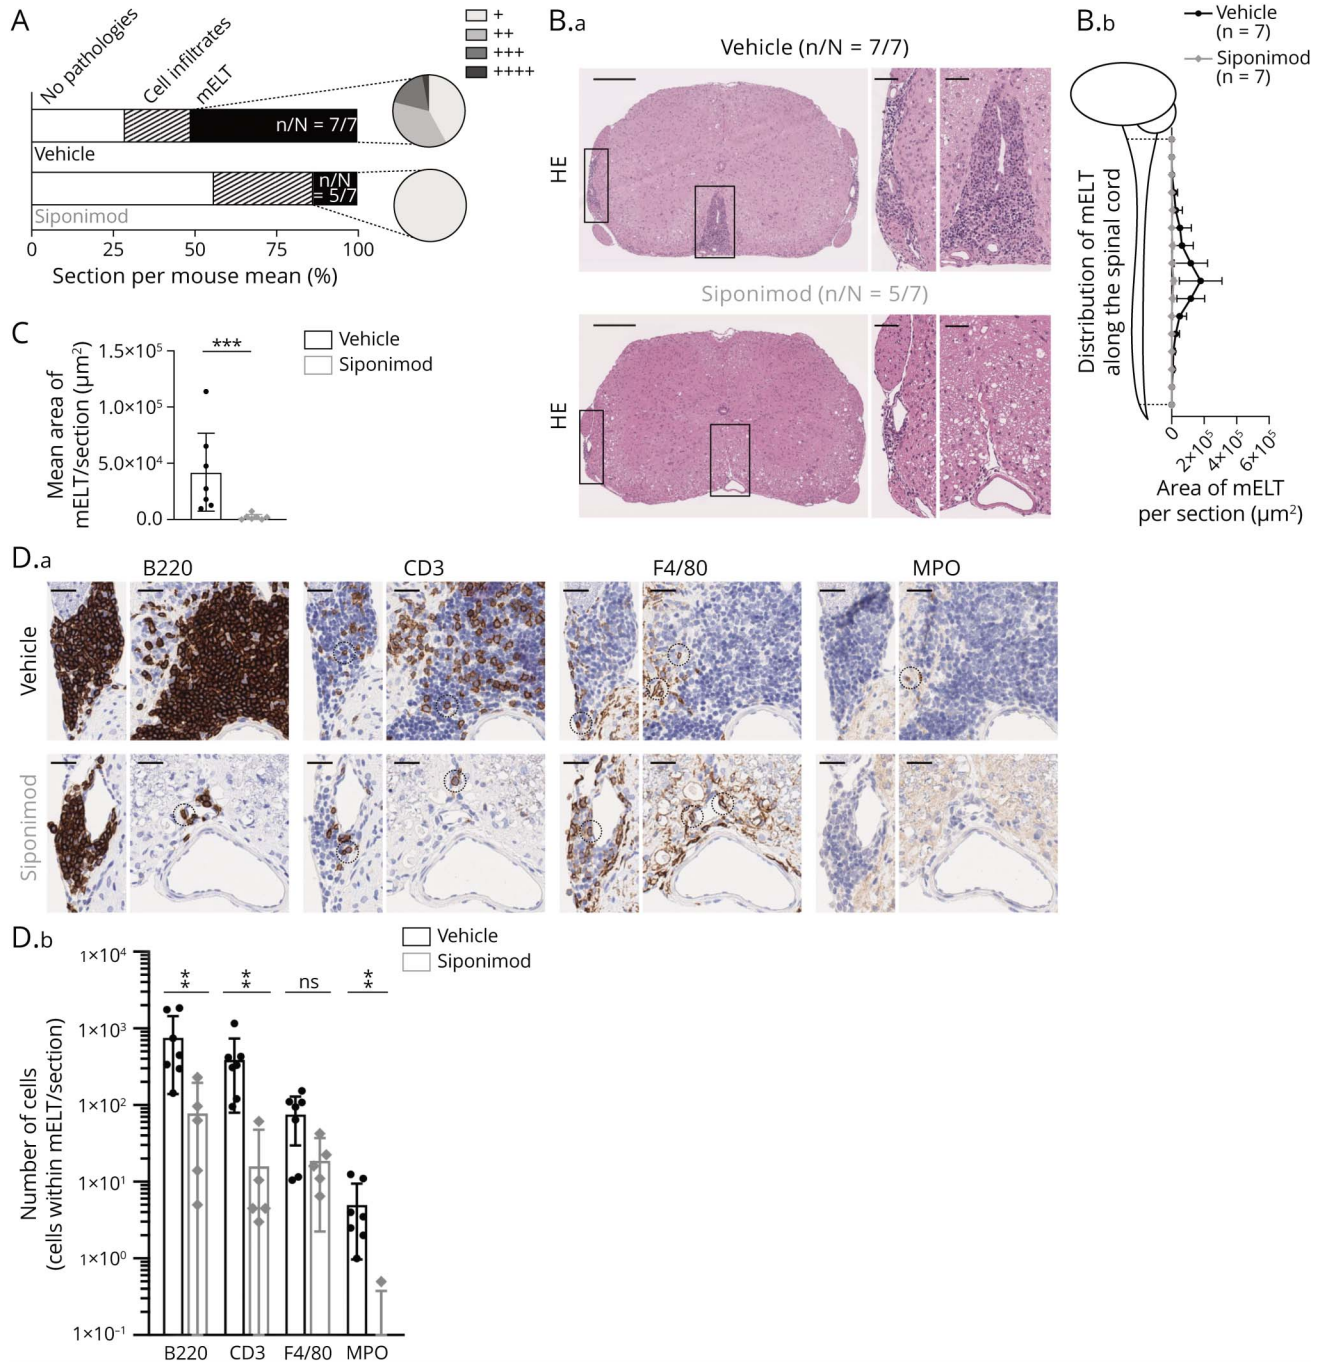 A
No pathologies
Cell infiltrates
mELT
+
++
+++
++++
n/N = 7/7
Vehicle
n/N
= 5/7
Siponimod
0
25
50
75
100
Section per mouse mean (%)
B.a
Vehicle (n/N = 7/7)
HE
Siponimod (n/N = 5/7)
HE
B.b
Vehicle
(n = 7)
Siponimod
(n = 7)
Distribution of mELT
along the spinal cord
0
2×10⁵
4×10⁵
6×10⁵
Area of mELT
per section (μm²)
C
Vehicle
Siponimod
***
1.5×10⁵
1.0×10⁵
5.0×10⁴
0.0
Mean area of
mELT/section (μm²)
D.a
B220
CD3
F4/80
MPO
Vehicle
Siponimod
D.b
Vehicle
Siponimod
1×10⁴
1×10³
1×10²
1×10¹
1×10⁰
1×10⁻¹
Number of cells
(cells within mELT/section)
**
**
ns
**
B220
CD3
F4/80
MPO